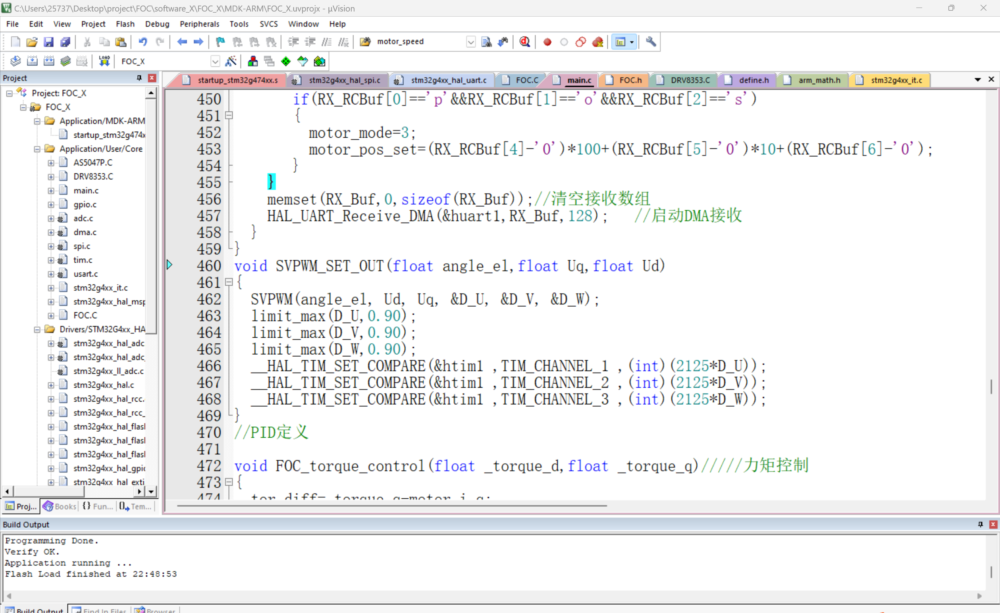 C:\Users\25737\Desktop\project\FOC\software_X\FOC_X\MDK-ARM\FOC_X.uvprojx - µVision
File Edit View Project Flash Debug Peripherals Tools SVCS Window Help
motor_speed
LOAD FOC_X
Project
startup_stm32g474xx.s stm32g4xx_hal_spi.c stm32g4xx_hal_uart.c FOC.C main.c FOC.h DRV8353.C define.h arm_math.h stm32g4xx_it.c
Project: FOC_X
FOC_X
Application/MDK-ARM
startup_stm32g474x
Application/User/Core
AS5047P.C
DRV8353.C
main.c
gpio.c
adc.c
dma.c
spi.c
tim.c
usart.c
stm32g4xx_it.c
stm32g4xx_hal_msp
FOC.C
Drivers/STM32G4xx_HA
stm32g4xx_hal_adc
stm32g4xx_hal_adc_
stm32g4xx_ll_adc.c
stm32g4xx_hal.c
stm32g4xx_hal_rcc.
stm32g4xx_hal_rcc_
stm32g4xx_hal_flash
stm32g4xx_hal_flash
stm32g4xx_hal_flash
stm32g4xx_hal_gpio
stm32g4xx_hal_exti
Proj... Books {} Fun... Tem...
450 if(RX_RCBuf[0]=='p'&&RX_RCBuf[1]=='o'&&RX_RCBuf[2]=='s')
451 {
452 motor_mode=3;
453 motor_pos_set=(RX_RCBuf[4]-'0')*100+(RX_RCBuf[5]-'0')*10+(RX_RCBuf[6]-'0');
454 }
455 }
456 memset(RX_Buf,0,sizeof(RX_Buf));//清空接收数组
457 HAL_UART_Receive_DMA(&huart1,RX_Buf,128); //启动DMA接收
458 }
459 }
460 void SVPWM_SET_OUT(float angle_el,float Uq,float Ud)
461 {
462 SVPWM(angle_el, Ud, Uq, &D_U, &D_V, &D_W);
463 limit_max(D_U,0.90);
464 limit_max(D_V,0.90);
465 limit_max(D_W,0.90);
466 __HAL_TIM_SET_COMPARE(&htim1 ,TIM_CHANNEL_1 ,(int)(2125*D_U));
467 __HAL_TIM_SET_COMPARE(&htim1 ,TIM_CHANNEL_2 ,(int)(2125*D_V));
468 __HAL_TIM_SET_COMPARE(&htim1 ,TIM_CHANNEL_3 ,(int)(2125*D_W));
469 }
470 //PID定义
471
472 void FOC_torque_control(float _torque_d,float _torque_q)/////力矩控制
473 {
474 tor_diff=_torque_q-motor_i_q;
Build Output
Programming Done.
Verify OK.
Application running ...
Flash Load finished at 22:48:53
Build Output Find In Files Browser